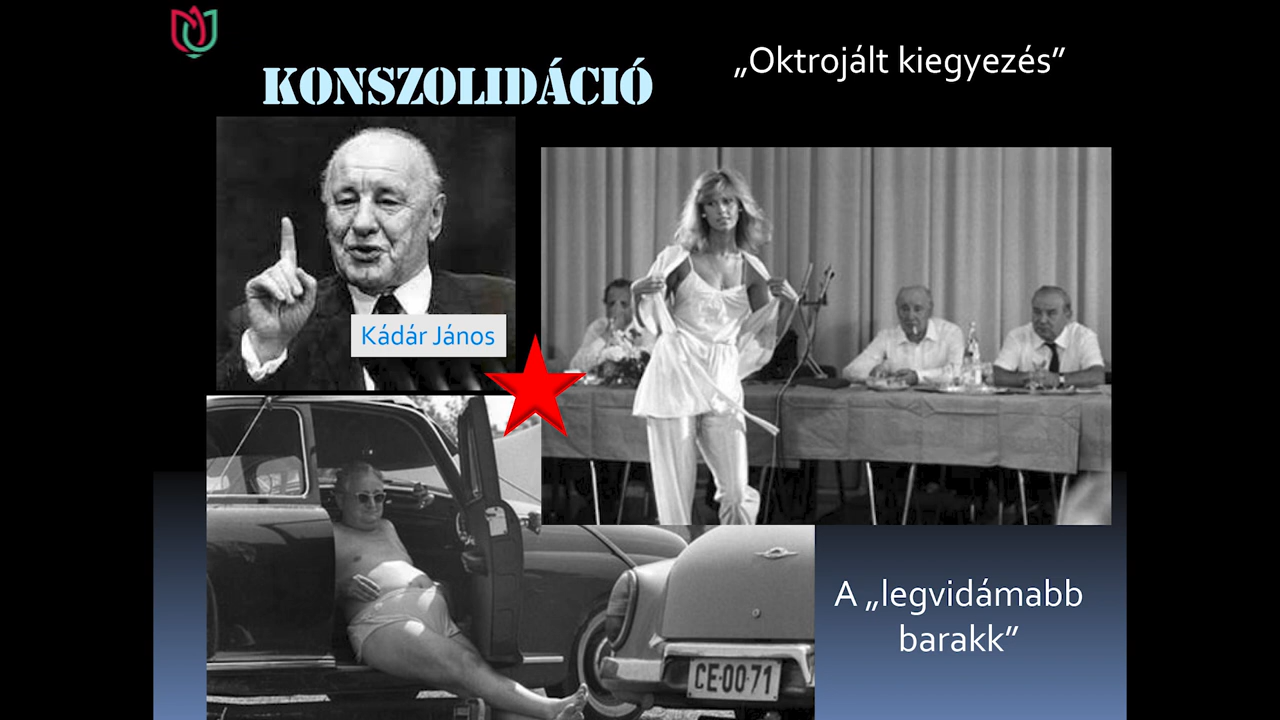 „Oktrojált kiegyezés”
KONSZOLIDÁCIÓ
Kádár János
A „legvidámabb
barakk”
CE-00-71